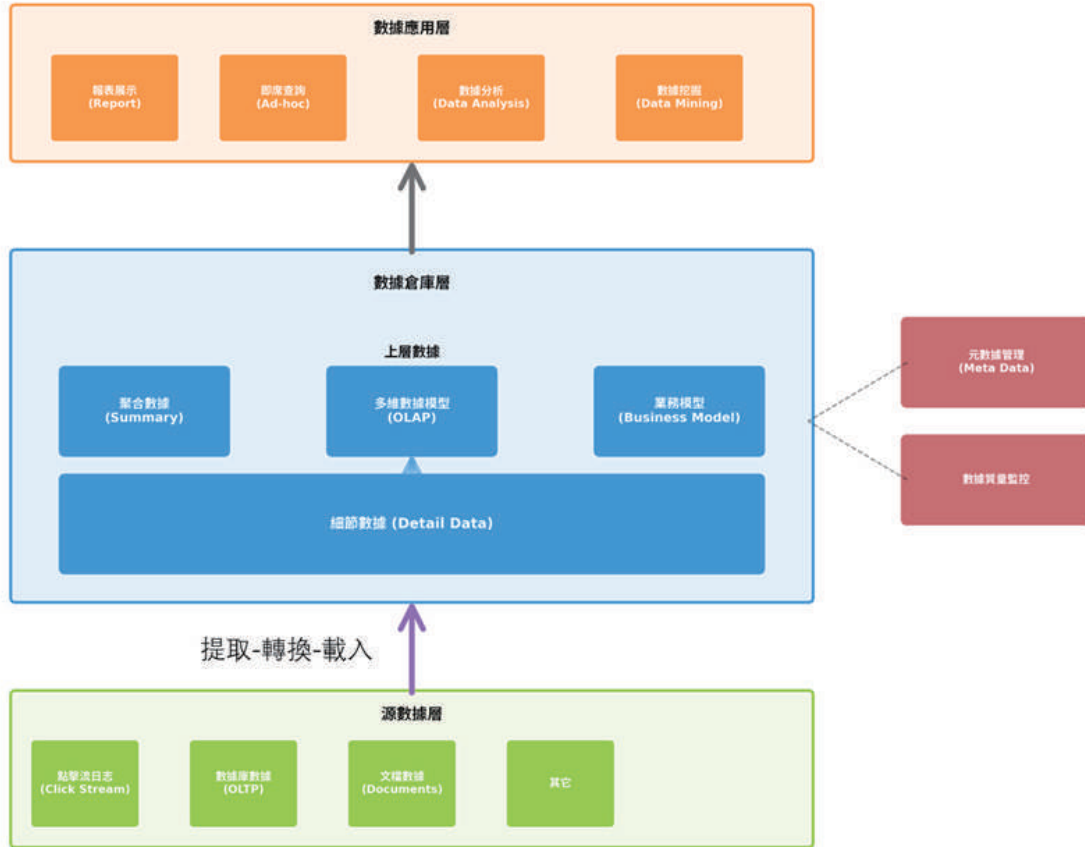 數據應用層
報表展示
(Report)
即席查詢
(Ad-hoc)
數據分析
(Data Analysis)
數據挖掘
(Data Mining)
數據倉庫層
上層數據
聚合數據
(Summary)
多維數據模型
(OLAP)
業務模型
(Business Model)
細節數據 (Detail Data)
元數據管理
(Meta Data)
數據質量監控
提取-轉換-載入
源數據層
點擊流日志
(Click Stream)
數據庫數據
(OLTP)
文檔數據
(Documents)
其它